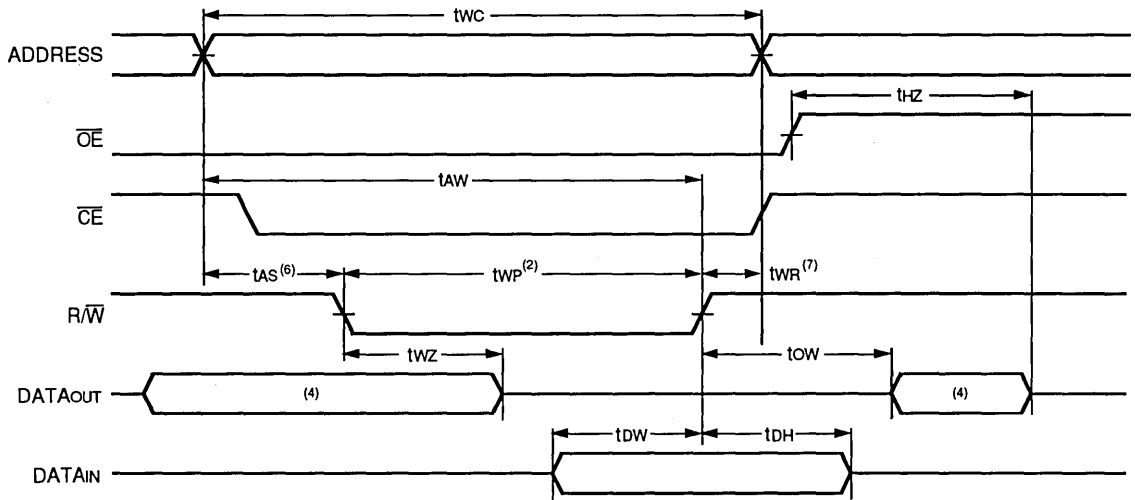 tWC
ADDRESS
tHZ
OE
tAW
CE
tAS(6) tWP(2) tWR(7)
R/W
tWZ tOW
DATAOUT (4) (4)
tDW tDH
DATAIN